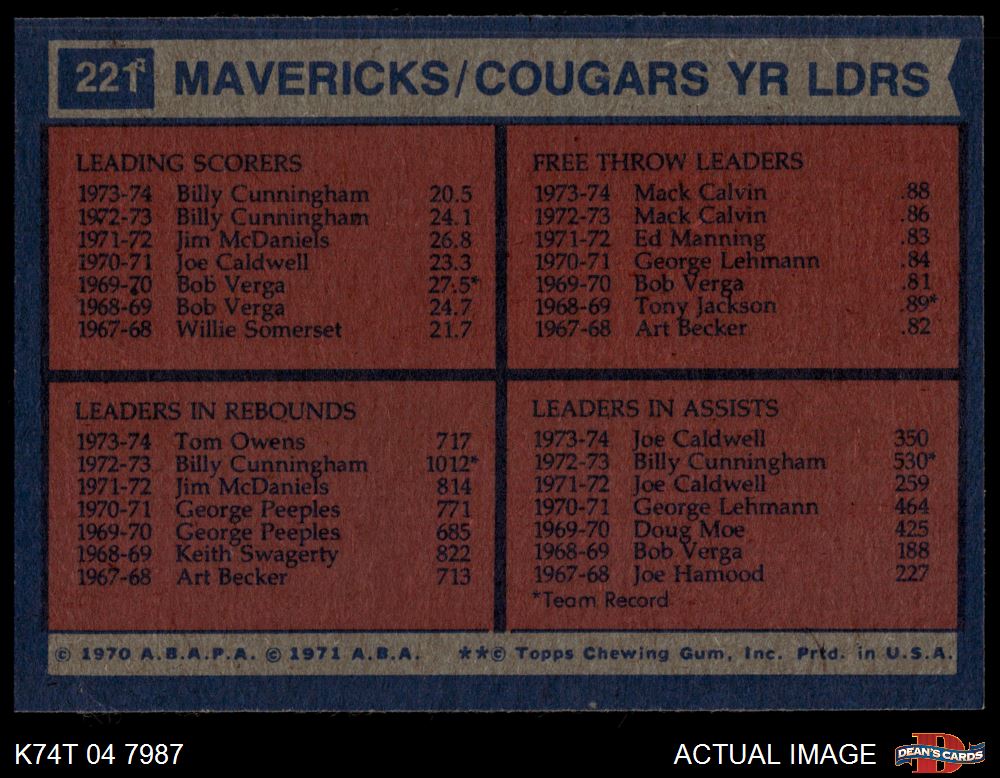 221
MAVERICKS/COUGARS YR LDRS
LEADING SCORERS
1973-74 Billy Cunningham 20.5
1972-73 Billy Cunningham 24.1
1971-72 Jim McDaniels 26.8
1970-71 Joe Caldwell 23.3
1969-70 Bob Verga 27.5*
1968-69 Bob Verga 24.7
1967-68 Willie Somerset 21.7
FREE THROW LEADERS
1973-74 Mack Calvin .88
1972-73 Mack Calvin .86
1971-72 Ed Manning .83
1970-71 George Lehmann .84
1969-70 Bob Verga .81
1968-69 Tony Jackson .89*
1967-68 Art Becker .82
LEADERS IN REBOUNDS
1973-74 Tom Owens 717
1972-73 Billy Cunningham 1012*
1971-72 Jim McDaniels 814
1970-71 George Peeples 771
1969-70 George Peeples 685
1968-69 Keith Swagerty 822
1967-68 Art Becker 713
LEADERS IN ASSISTS
1973-74 Joe Caldwell 350
1972-73 Billy Cunningham 530*
1971-72 Joe Caldwell 259
1970-71 George Lehmann 464
1969-70 Doug Moe 425
1968-69 Bob Verga 188
1967-68 Joe Hamood 227
*Team Record
© 1970 A.B.A.P.A. © 1971 A.B.A. **© Topps Chewing Gum, Inc. Prtd. in U.S.A.
K74T 04 7987
ACTUAL IMAGE
DEAN'S CARDS